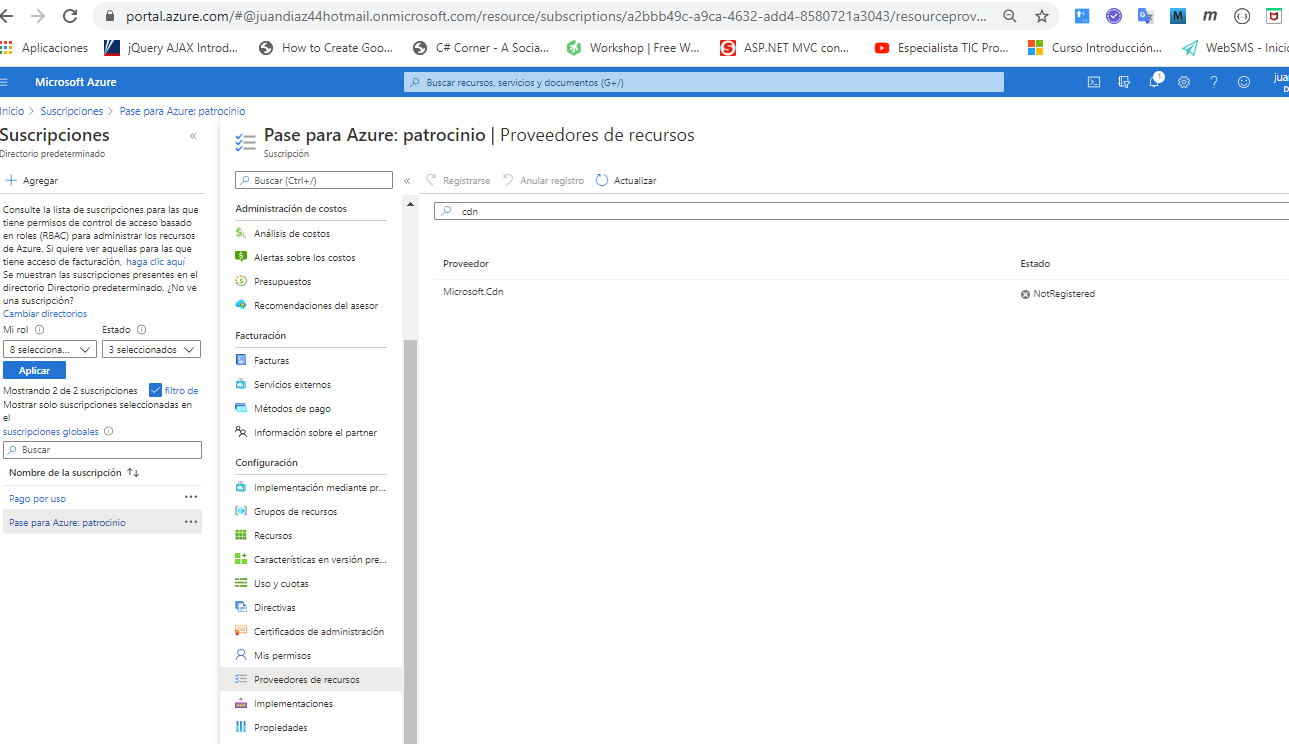 portal.azure.com/#@juandiaz44hotmail.onmicrosoft.com/resource/subscriptions/a2bbb49c-a9ca-4632-add4-8580721a3043/resourceprov...
Aplicaciones jQuery AJAX Introd... How to Create Goo... C# Corner - A Socia... Workshop | Free W... ASP.NET MVC con... Especialista TIC Pro... Curso Introducción... WebSMS - Inici
Microsoft Azure
Buscar recursos, servicios y documentos (G+/)
1
Inicio > Suscripciones > Pase para Azure: patrocinio
Suscripciones
Directorio predeterminado
Agregar
Consulte la lista de suscripciones para las que
tiene permisos de control de acceso basado
en roles (RBAC) para administrar los recursos
de Azure. Si quiere ver aquellas para las que
tiene acceso de facturación, haga clic aquí
Se muestran las suscripciones presentes en el
directorio Directorio predeterminado. ¿No ve
una suscripción?
Cambiar directorios
Mi rol Estado
8 selecciona... 3 seleccionados
Aplicar
Mostrando 2 de 2 suscripciones filtro de
Mostrar solo suscripciones seleccionadas en
el
suscripciones globales
Buscar
Nombre de la suscripción
Pago por uso ...
Pase para Azure: patrocinio ...
Pase para Azure: patrocinio | Proveedores de recursos
Suscripción
Buscar (Ctrl+/)
Administración de costos
Análisis de costos
Alertas sobre los costos
Presupuestos
Recomendaciones del asesor
Facturación
Facturas
Servicios externos
Métodos de pago
Información sobre el partner
Configuración
Implementación mediante pr...
Grupos de recursos
Recursos
Características en versión pre...
Uso y cuotas
Directivas
Certificados de administración
Mis permisos
Proveedores de recursos
Implementaciones
Propiedades
Registrarse Anular registro Actualizar
cdn
Proveedor Estado
Microsoft.Cdn NotRegistered